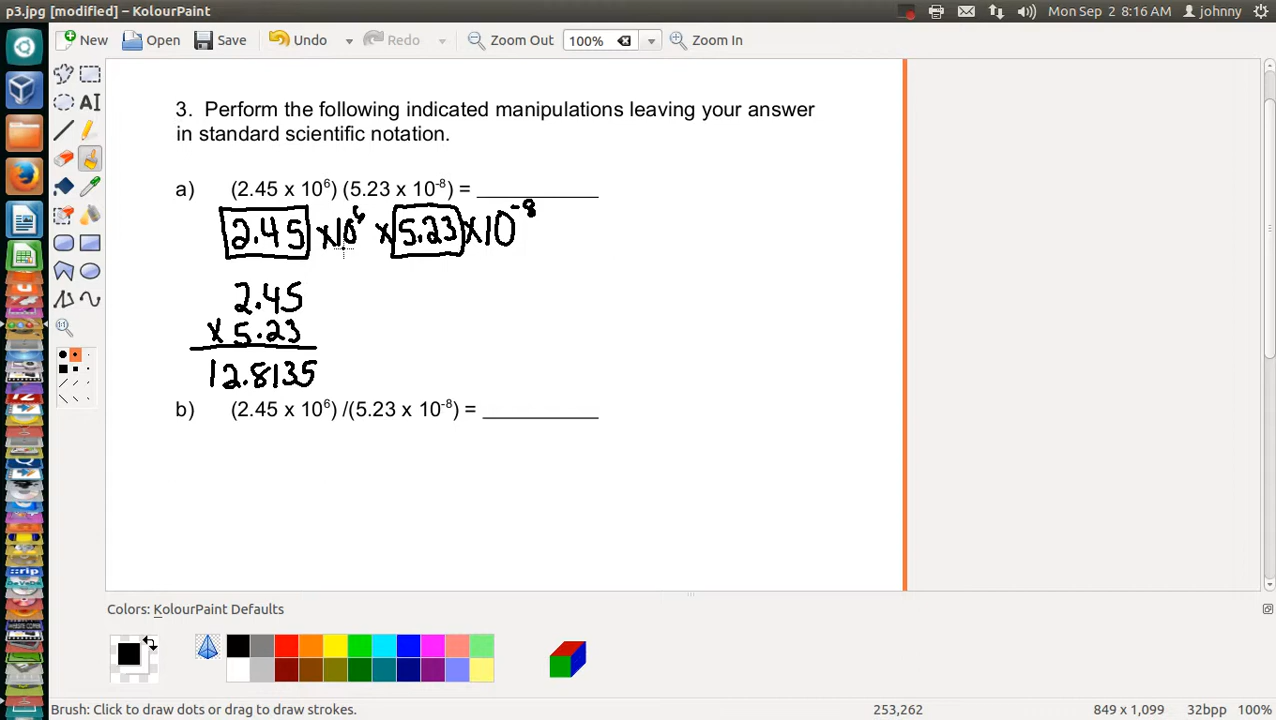 p3.jpg [modified] – KolourPaint
Mon Sep 2 8:16 AM johnny
New Open Save Undo Redo Zoom Out 100% Zoom In
3. Perform the following indicated manipulations leaving your answer
in standard scientific notation.
a) (2.45 x 10⁶) (5.23 x 10⁻⁸) = __________
2.45 x10⁶ x 5.23 x10⁻⁸
2.45
x 5.23
12.8135
b) (2.45 x 10⁶) /(5.23 x 10⁻⁸) = __________
Colors: KolourPaint Defaults
Brush: Click to draw dots or drag to draw strokes. 253,262 849 x 1,099 32bpp 100%